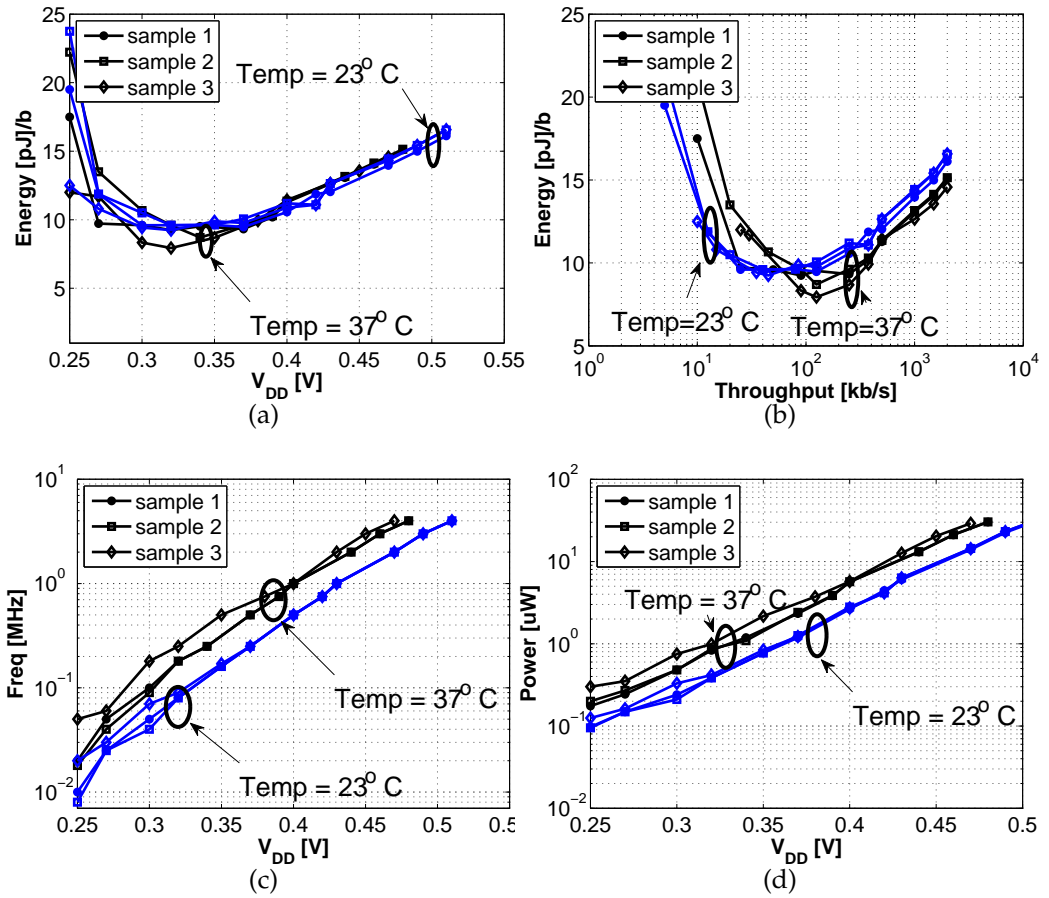 25
20
15
10
5
Energy [pJ]/b
sample 1
sample 2
sample 3
Temp = 23° C
Temp = 37° C
0.25 0.3 0.35 0.4 0.45 0.5 0.55
V_DD [V]
(a)
25
20
15
10
5
Energy [pJ]/b
sample 1
sample 2
sample 3
Temp=23° C
Temp=37° C
10^0 10^1 10^2 10^3 10^4
Throughput [kb/s]
(b)
10^1
10^0
10^-1
10^-2
Freq [MHz]
sample 1
sample 2
sample 3
Temp = 37° C
Temp = 23° C
0.25 0.3 0.35 0.4 0.45 0.5
V_DD [V]
(c)
10^2
10^1
10^0
10^-1
10^-2
Power [uW]
sample 1
sample 2
sample 3
Temp = 37° C
Temp = 23° C
0.25 0.3 0.35 0.4 0.45 0.5
V_DD [V]
(d)